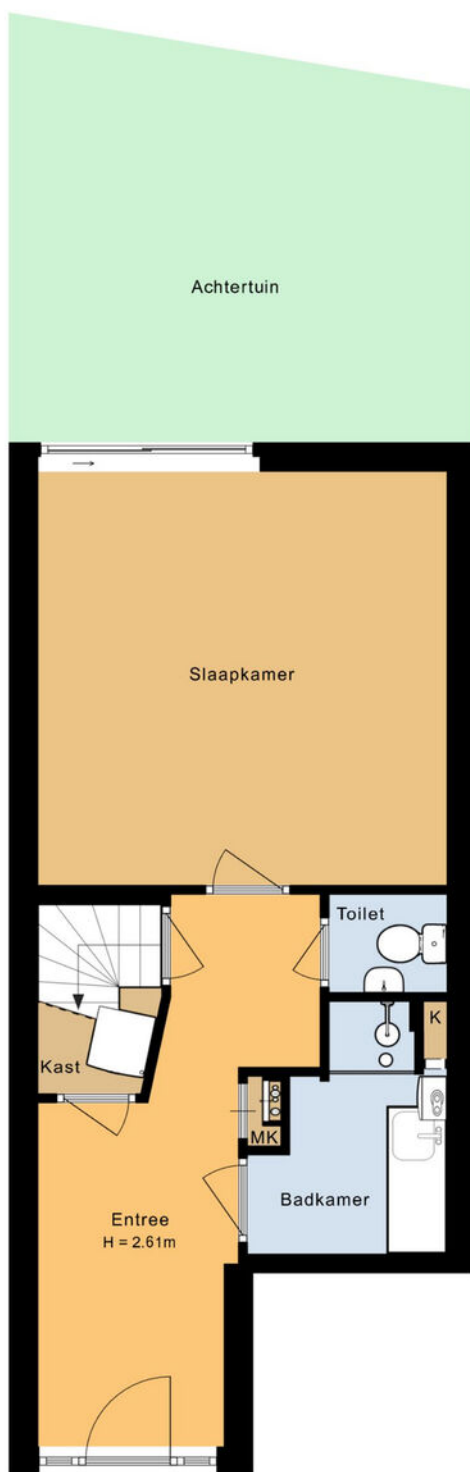 Achtertuin
Slaapkamer
Toilet
K
Kast
MK
Badkamer
Entree
H = 2.61m